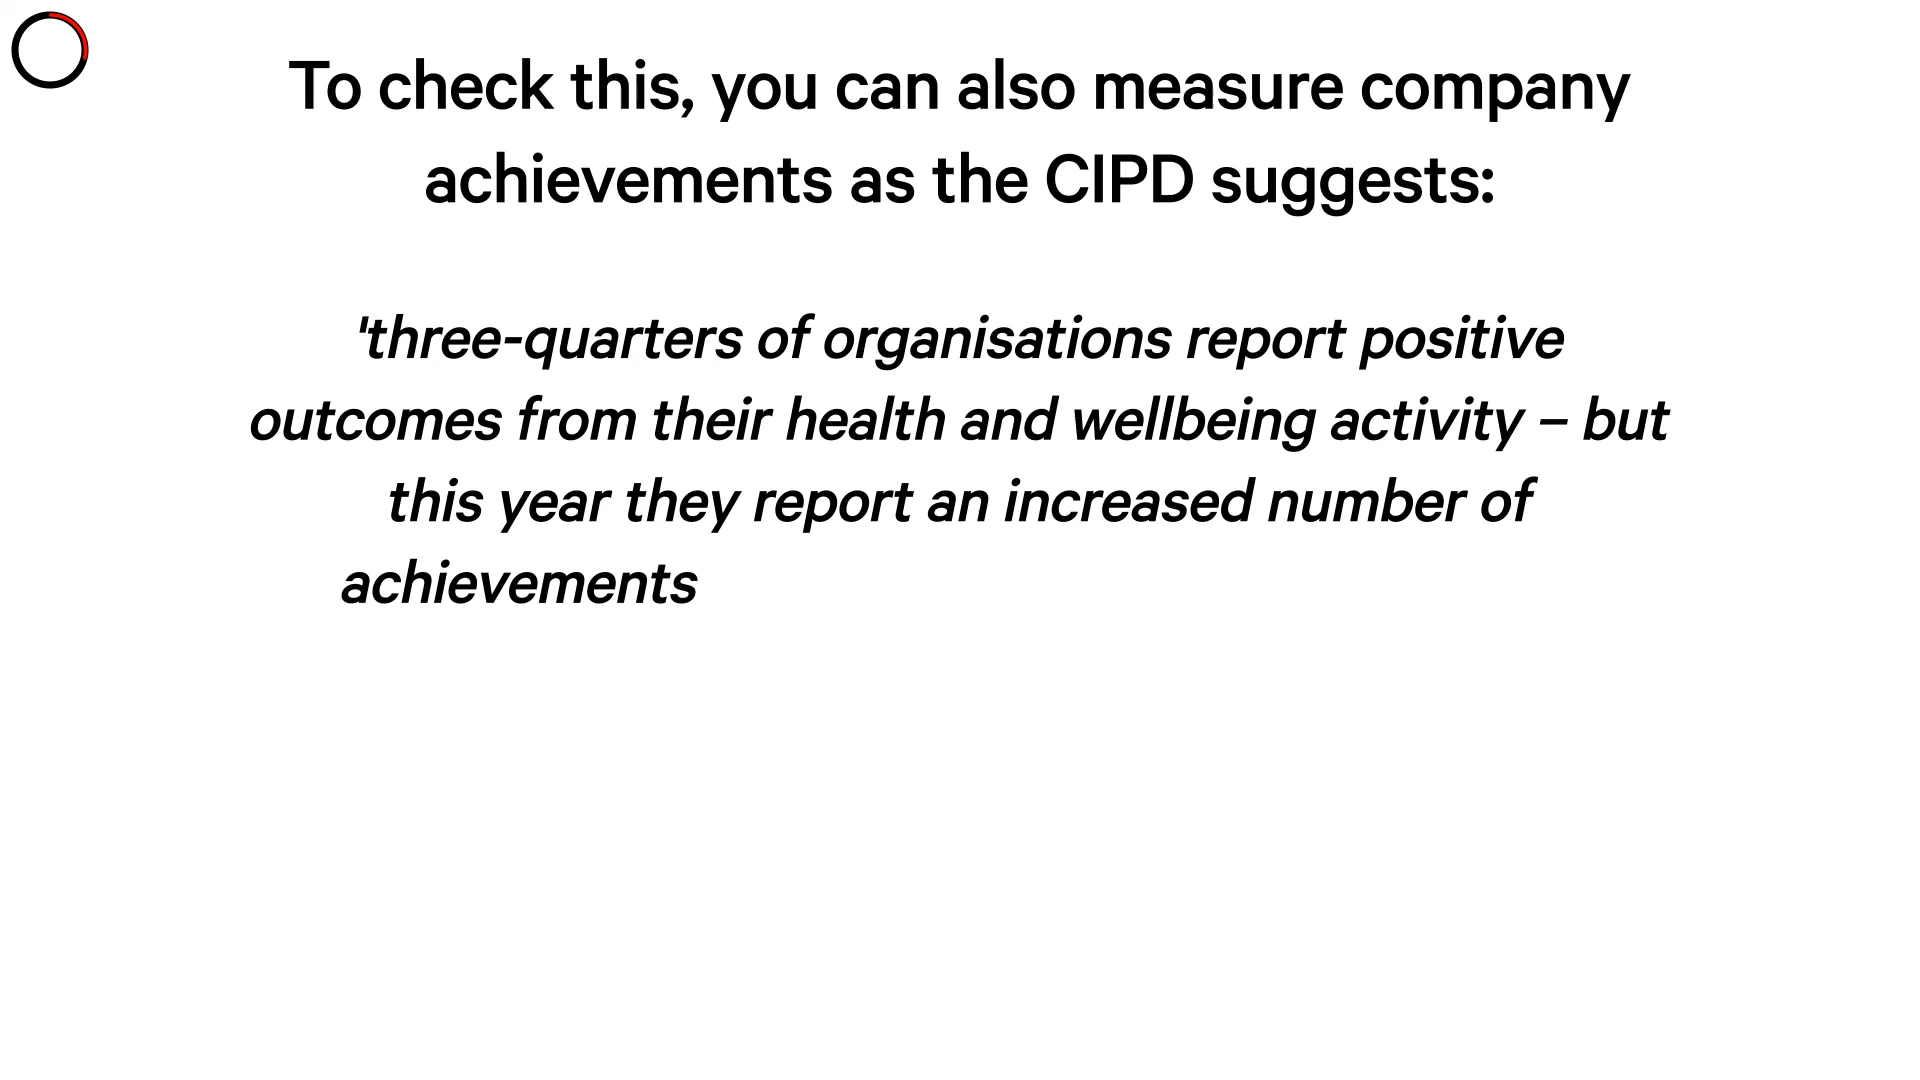 To check this, you can also measure company
achievements as the CIPD suggests:
'three-quarters of organisations report positive
outcomes from their health and wellbeing activity – but
this year they report an increased number of
achievements